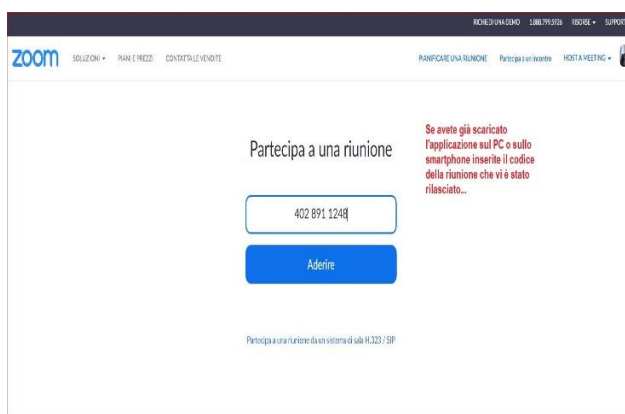 RICHIEDI UNA DEMO 1.888.799.5926 RISORSE SUPPORT
zoom SOLUZIONI PIANI E PREZZI CONTATTA LE VENDITE PIANIFICARE UNA RIUNIONE Partecipa a un incontro HOST A MEETING
Partecipa a una riunione
Se avete già scaricato
l'applicazione sul PC o sullo
smartphone inserite il codice
della riunione che vi è stato
rilasciato...
402 891 1248
Aderire
Partecipa a una riunione da un sistema di sala H.323 / SIP